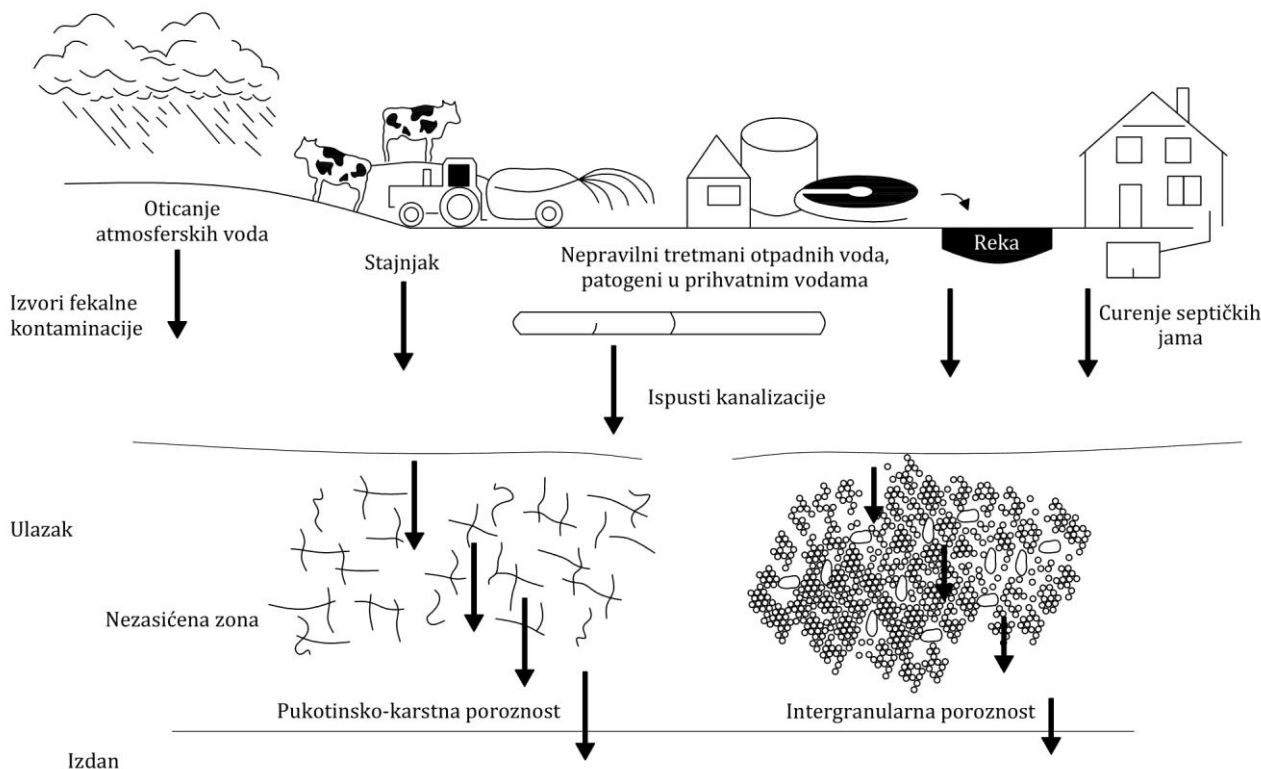 Oticanje
atmosferskih voda
Stajnjak
Nepravilni tretmani otpadnih voda,
patogeni u prihvatnim vodama
Reka
Izvori fekalne
kontaminacije
Curenje septičkih
jama
Ispusti kanalizacije
Ulazak
Nezasićena zona
Pukotinsko-karstna poroznost
Intergranularna poroznost
Izdan